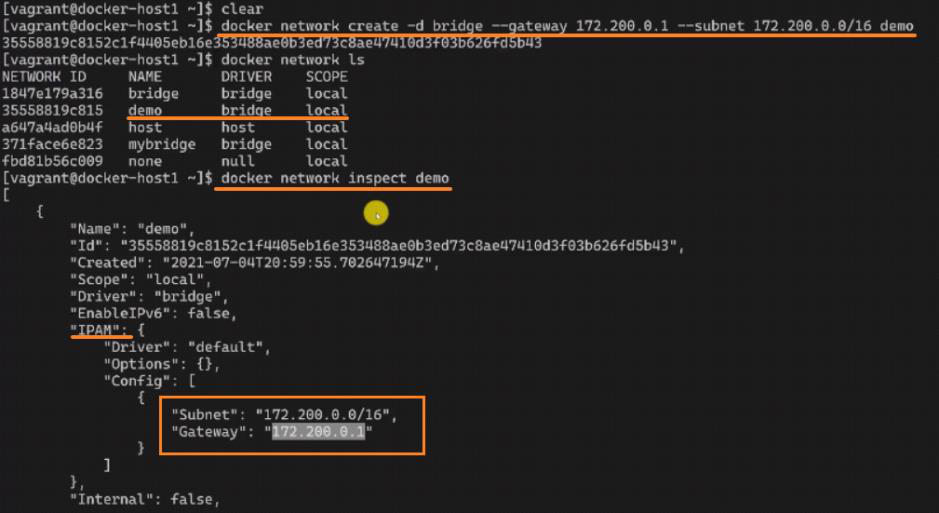 [vagrant@docker-host1 ~]$ clear
[vagrant@docker-host1 ~]$ docker network create -d bridge --gateway 172.200.0.1 --subnet 172.200.0.0/16 demo
35558819c8152c1f4405eb16e353488ae0b3ed73c8ae47410d3f03b626fd5b43
[vagrant@docker-host1 ~]$ docker network ls
NETWORK ID     NAME       DRIVER    SCOPE
1847e179a316   bridge     bridge    local
35558819c815   demo       bridge    local
a647a4ad0b4f   host       host      local
371face6e823   mybridge   bridge    local
fbd81b56c009   none       null      local
[vagrant@docker-host1 ~]$ docker network inspect demo
[
    {
        "Name": "demo",
        "Id": "35558819c8152c1f4405eb16e353488ae0b3ed73c8ae47410d3f03b626fd5b43",
        "Created": "2021-07-04T20:59:55.702647194Z",
        "Scope": "local",
        "Driver": "bridge",
        "EnableIPv6": false,
        "IPAM": {
            "Driver": "default",
            "Options": {},
            "Config": [
                {
                    "Subnet": "172.200.0.0/16",
                    "Gateway": "172.200.0.1"
                }
            ]
        },
        "Internal": false,